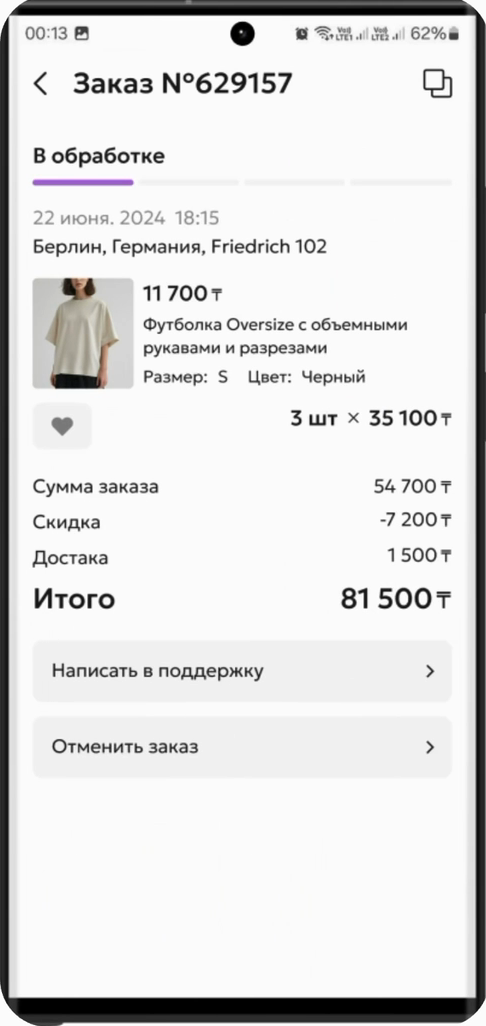 00:13 62%
Заказ №629157
В обработке
22 июня. 2024 18:15
Берлин, Германия, Friedrich 102
11 700 ₸
Футболка Oversize с объемными
рукавами и разрезами
Размер: S Цвет: Черный
3 шт × 35 100 ₸
Сумма заказа 54 700 ₸
Скидка -7 200 ₸
Достака 1 500 ₸
Итого 81 500 ₸
Написать в поддержку
Отменить заказ